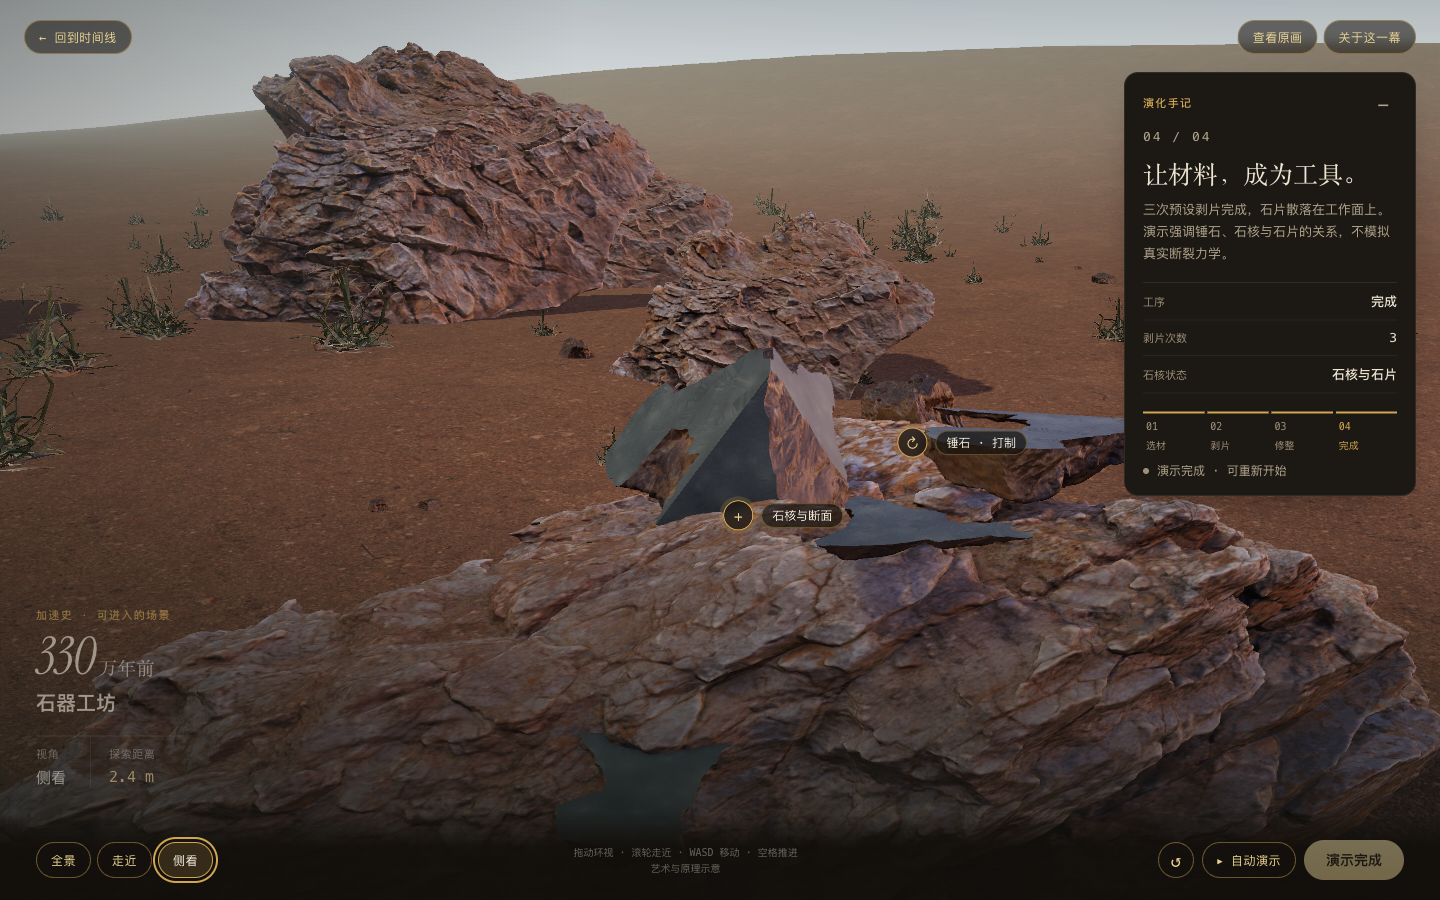 ← 回到时间线
查看原画
关于这一幕
演化手记
—
04 / 04
让材料，成为工具。
三次预设剥片完成，石片散落在工作面上。
演示强调锤石、石核与石片的关系，不模拟
真实断裂力学。
工序 完成
剥片次数 3
石核状态 石核与石片
01 02 03 04
选材 剥片 修整 完成
● 演示完成 · 可重新开始
锤石 · 打制
+ 石核与断面
加速史 · 可进入的场景
330 万年前
石器工坊
视角 探索距离
侧看 2.4 m
全景 走近 侧看
拖动环视 · 滚轮走近 · WASD 移动 · 空格推进
艺术与原理示意
↺ ▸ 自动演示 演示完成